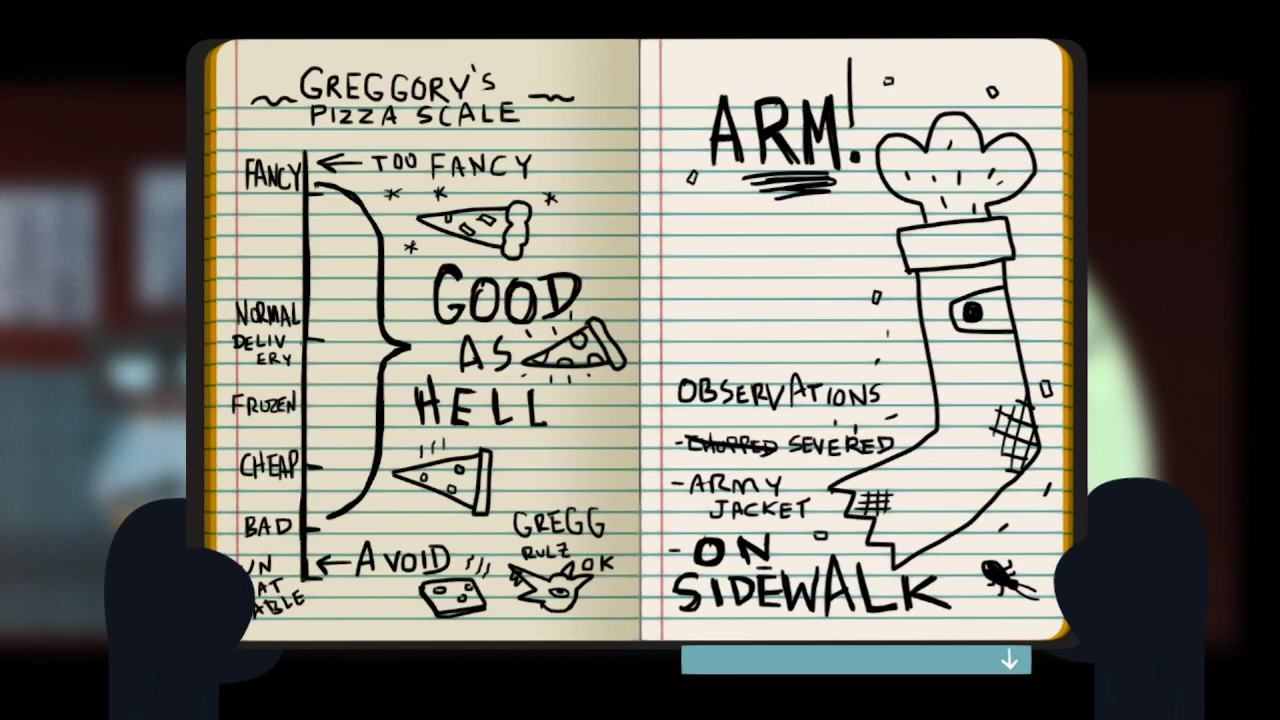 GREGGORY'S
PIZZA SCALE
FANCY
← TOO FANCY
GOOD
AS
HELL
NORMAL
DELIV
ERY
FROZEN
CHEAP
BAD
← AVOID
GREGG
RULZ
OK
ARM!
OBSERVATIONS
- CHOPPED SEVERED
- ARMY
JACKET
- ON
SIDEWALK